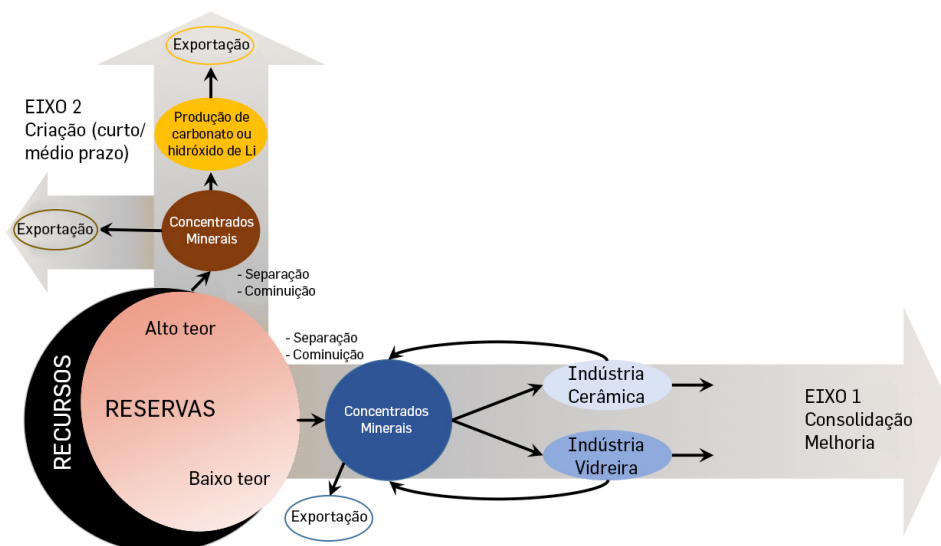 Exportação
EIXO 2
Criação (curto/
médio prazo)
Produção de
carbonato ou
hidróxido de Li
Exportação
Concentrados
Minerais
- Separação
- Cominuição
RECURSOS
Alto teor
RESERVAS
Baixo teor
- Separação
- Cominuição
Concentrados
Minerais
Exportação
Indústria
Cerâmica
Indústria
Vidreira
EIXO 1
Consolidação
Melhoria